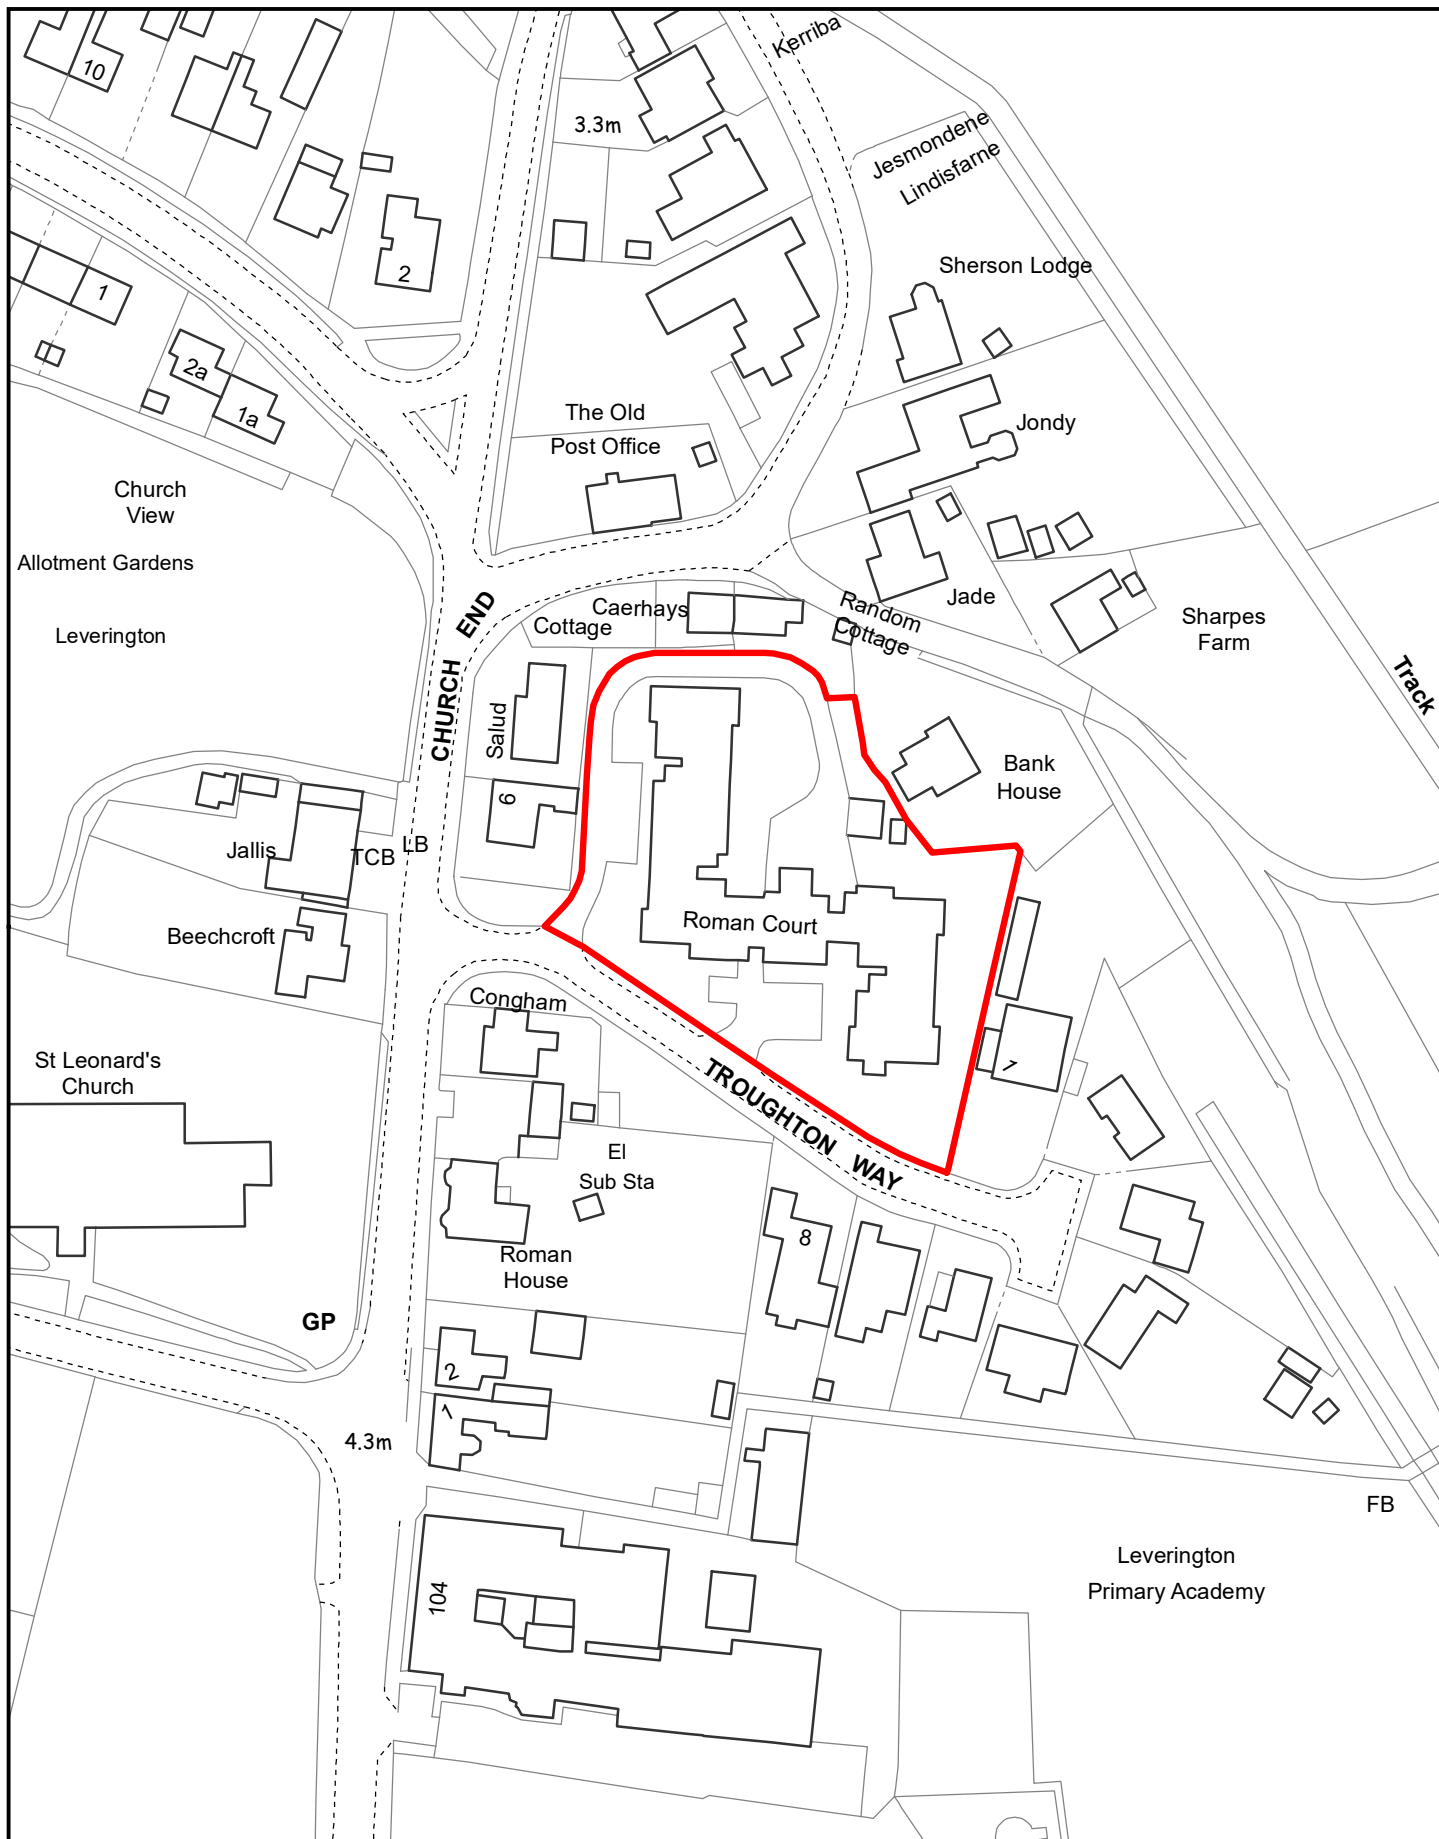 Kerriba
10
3.3m
Jesmondene
Lindisfarne
2
Sherson Lodge
1
2a
1a
The Old
Post Office
Jondy
Church
View
Allotment Gardens
Leverington
CHURCH END
Caerhays
Cottage
Random
Cottage
Jade
Sharpes
Farm
Track
Salud
6
Bank
House
Jallis
TCB
LB
Beechcroft
Roman Court
Congham
St Leonard's
Church
TROUGHTON WAY
1
El
Sub Sta
8
Roman
House
GP
2
1
4.3m
FB
Leverington
Primary Academy
104